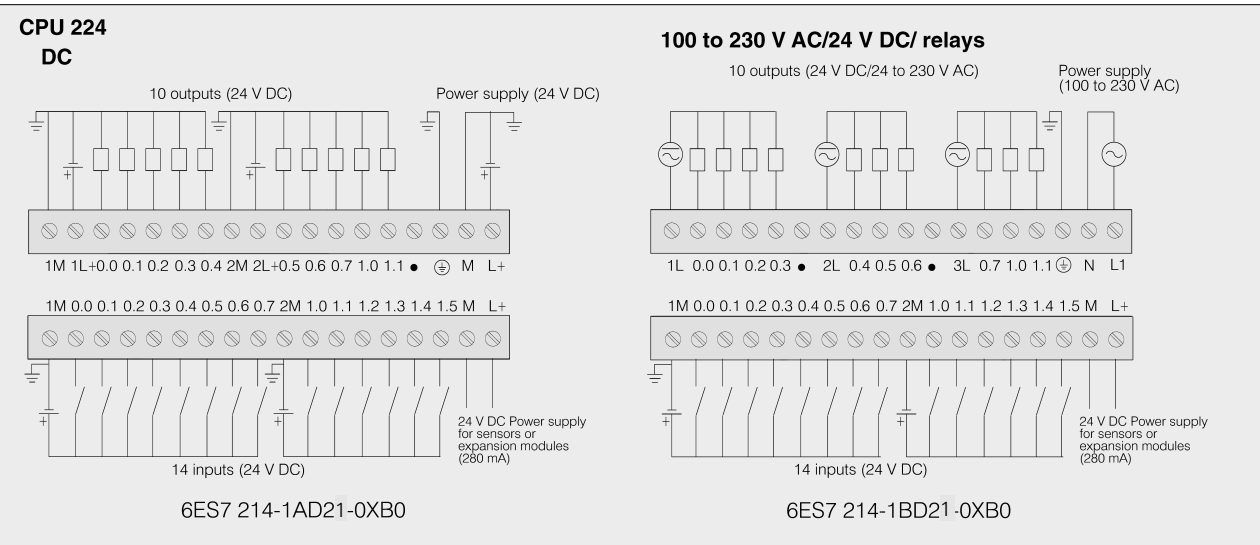 CPU 224
DC
10 outputs (24 V DC)
Power supply (24 V DC)
1M 1L+0.0 0.1 0.2 0.3 0.4 2M 2L+0.5 0.6 0.7 1.0 1.1 ● M L+
1M 0.0 0.1 0.2 0.3 0.4 0.5 0.6 0.7 2M 1.0 1.1 1.2 1.3 1.4 1.5 M L+
24 V DC Power supply
for sensors or
expansion modules
(280 mA)
14 inputs (24 V DC)
6ES7 214-1AD21-0XB0
100 to 230 V AC/24 V DC/ relays
10 outputs (24 V DC/24 to 230 V AC)
Power supply
(100 to 230 V AC)
1L 0.0 0.1 0.2 0.3 ● 2L 0.4 0.5 0.6 ● 3L 0.7 1.0 1.1 N L1
1M 0.0 0.1 0.2 0.3 0.4 0.5 0.6 0.7 2M 1.0 1.1 1.2 1.3 1.4 1.5 M L+
24 V DC Power supply
for sensors or
expansion modules
(280 mA)
14 inputs (24 V DC)
6ES7 214-1BD21-0XB0